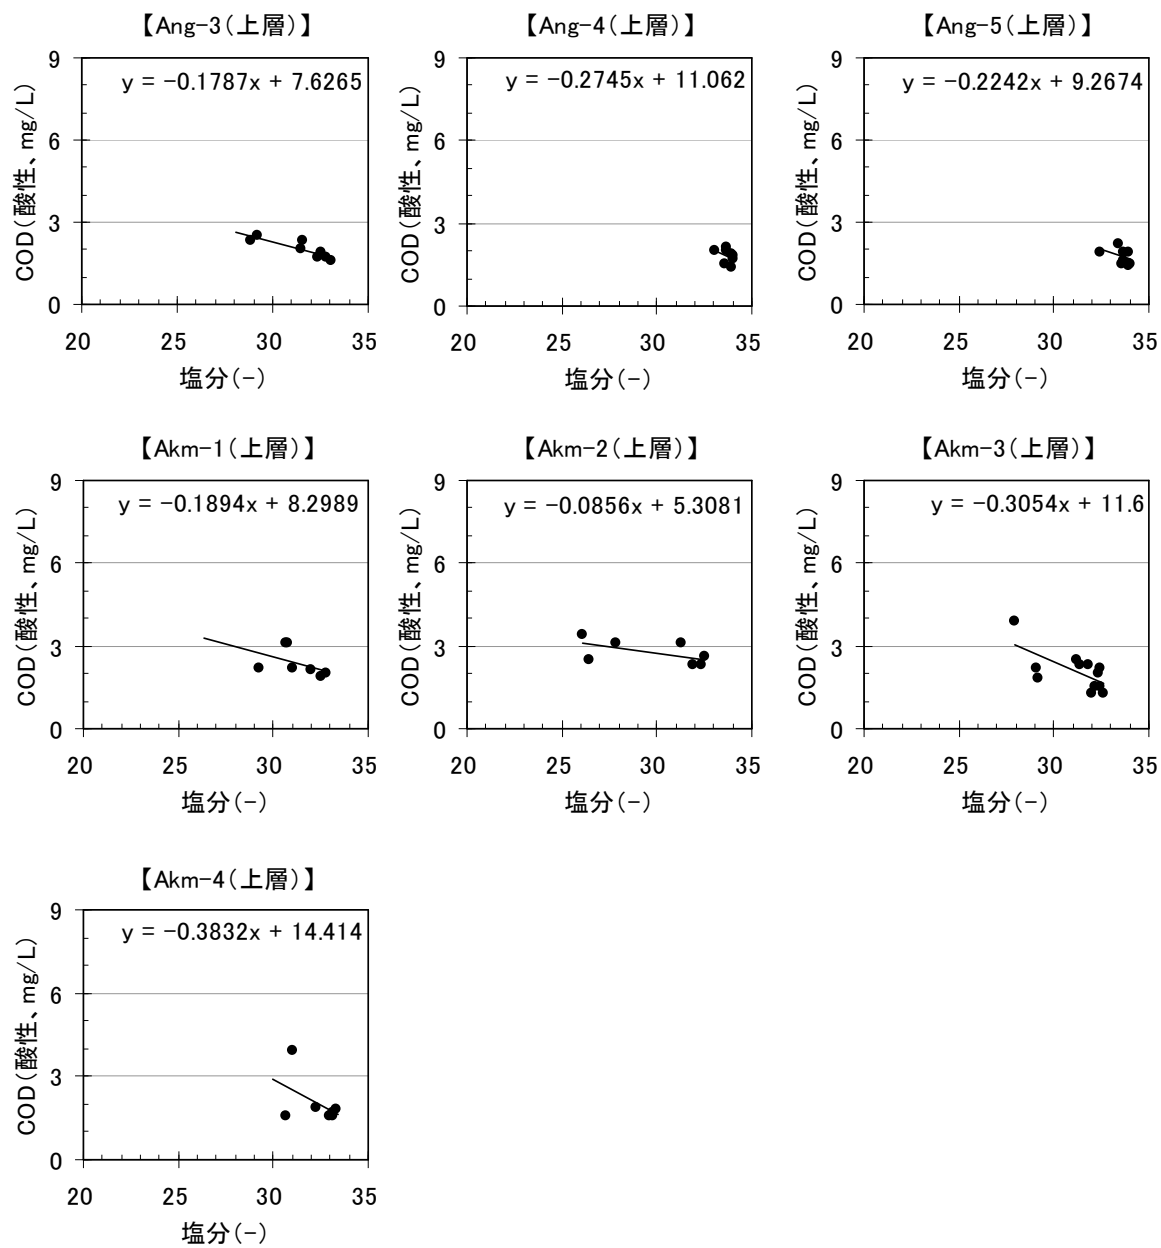 【Ang-3(上層)】
y = -0.1787x + 7.6265
COD(酸性、mg/L)
9
6
3
0
20 25 30 35
塩分(-)
【Ang-4(上層)】
y = -0.2745x + 11.062
COD(酸性、mg/L)
9
6
3
0
20 25 30 35
塩分(-)
【Ang-5(上層)】
y = -0.2242x + 9.2674
COD(酸性、mg/L)
9
6
3
0
20 25 30 35
塩分(-)
【Akm-1(上層)】
y = -0.1894x + 8.2989
COD(酸性、mg/L)
9
6
3
0
20 25 30 35
塩分(-)
【Akm-2(上層)】
y = -0.0856x + 5.3081
COD(酸性、mg/L)
9
6
3
0
20 25 30 35
塩分(-)
【Akm-3(上層)】
y = -0.3054x + 11.6
COD(酸性、mg/L)
9
6
3
0
20 25 30 35
塩分(-)
【Akm-4(上層)】
y = -0.3832x + 14.414
COD(酸性、mg/L)
9
6
3
0
20 25 30 35
塩分(-)